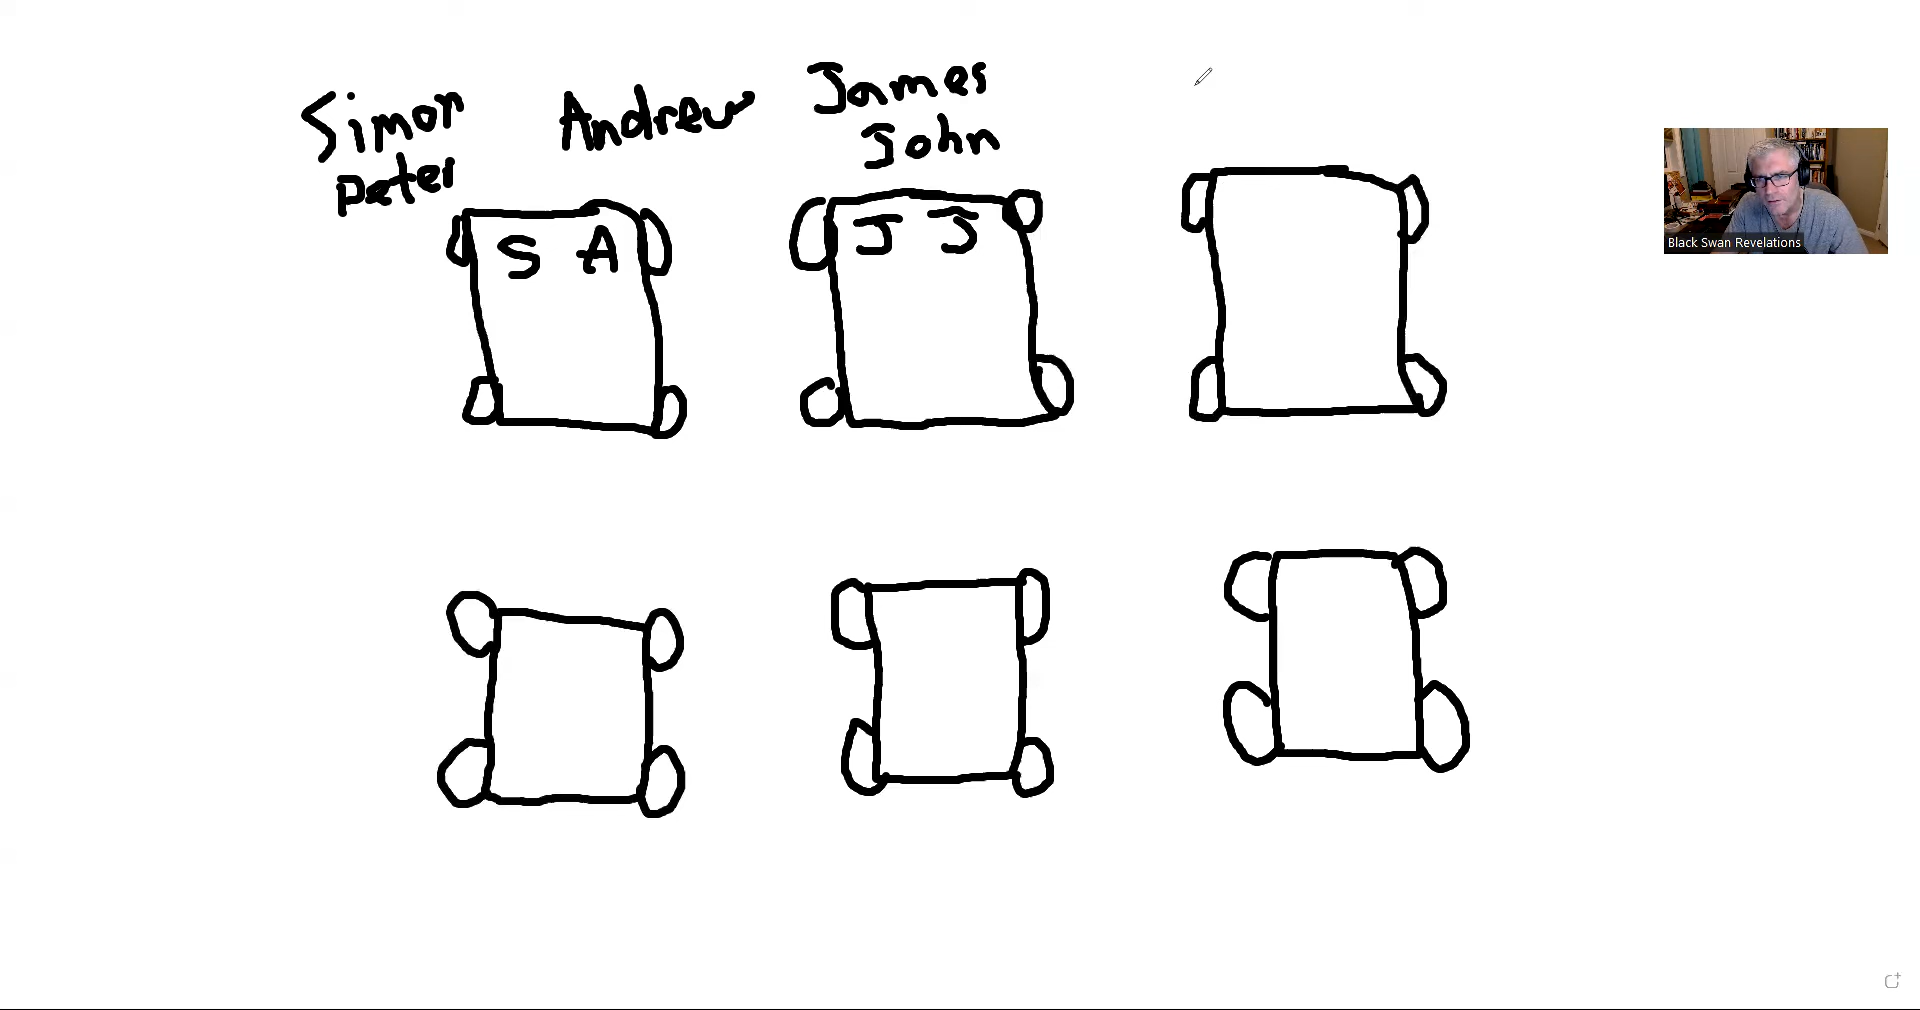 Simon
Peter
Andrew
James
John
S A
J J
Black Swan Revelations